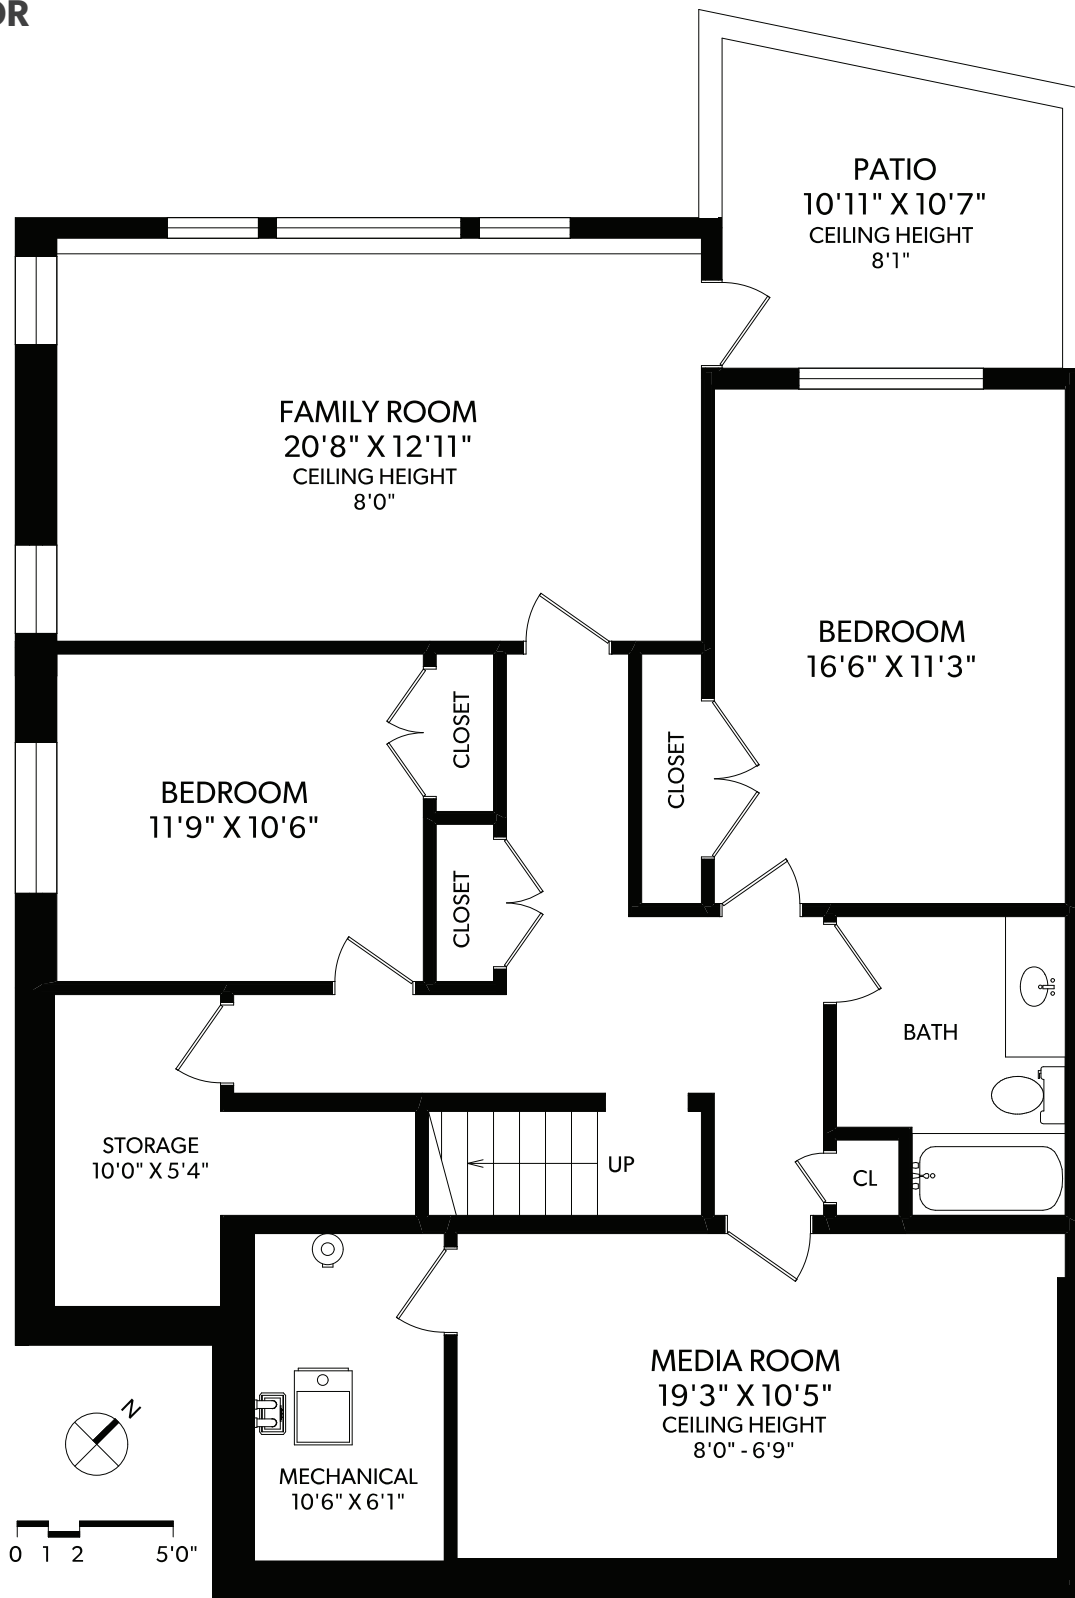 PATIO
10'11" X 10'7"
CEILING HEIGHT
8'1"
FAMILY ROOM
20'8" X 12'11"
CEILING HEIGHT
8'0"
BEDROOM
16'6" X 11'3"
CLOSET
CLOSET
BEDROOM
11'9" X 10'6"
CLOSET
BATH
STORAGE
10'0" X 5'4"
UP
CL
MEDIA ROOM
19'3" X 10'5"
CEILING HEIGHT
8'0" - 6'9"
MECHANICAL
10'6" X 6'1"
N
0 1 2 5'0"